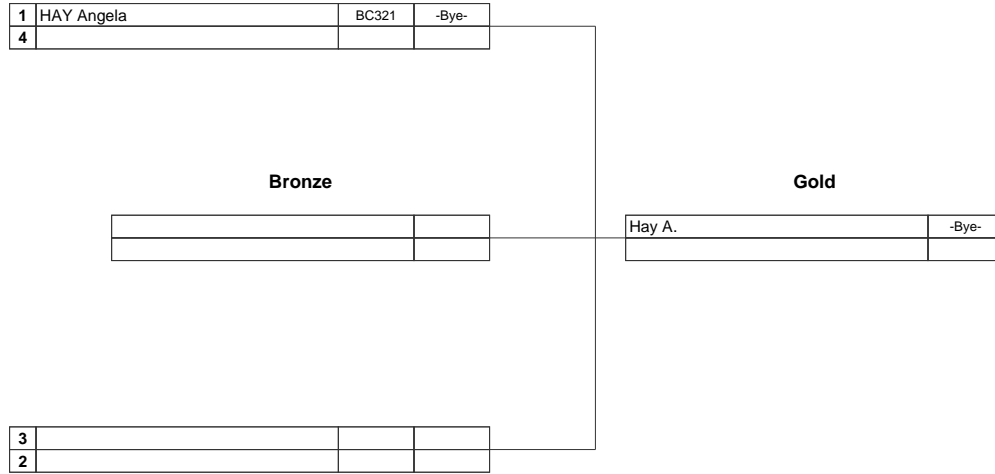 1 HAY Angela BC321 -Bye-
4
Bronze Gold
Hay A. -Bye-
3
2